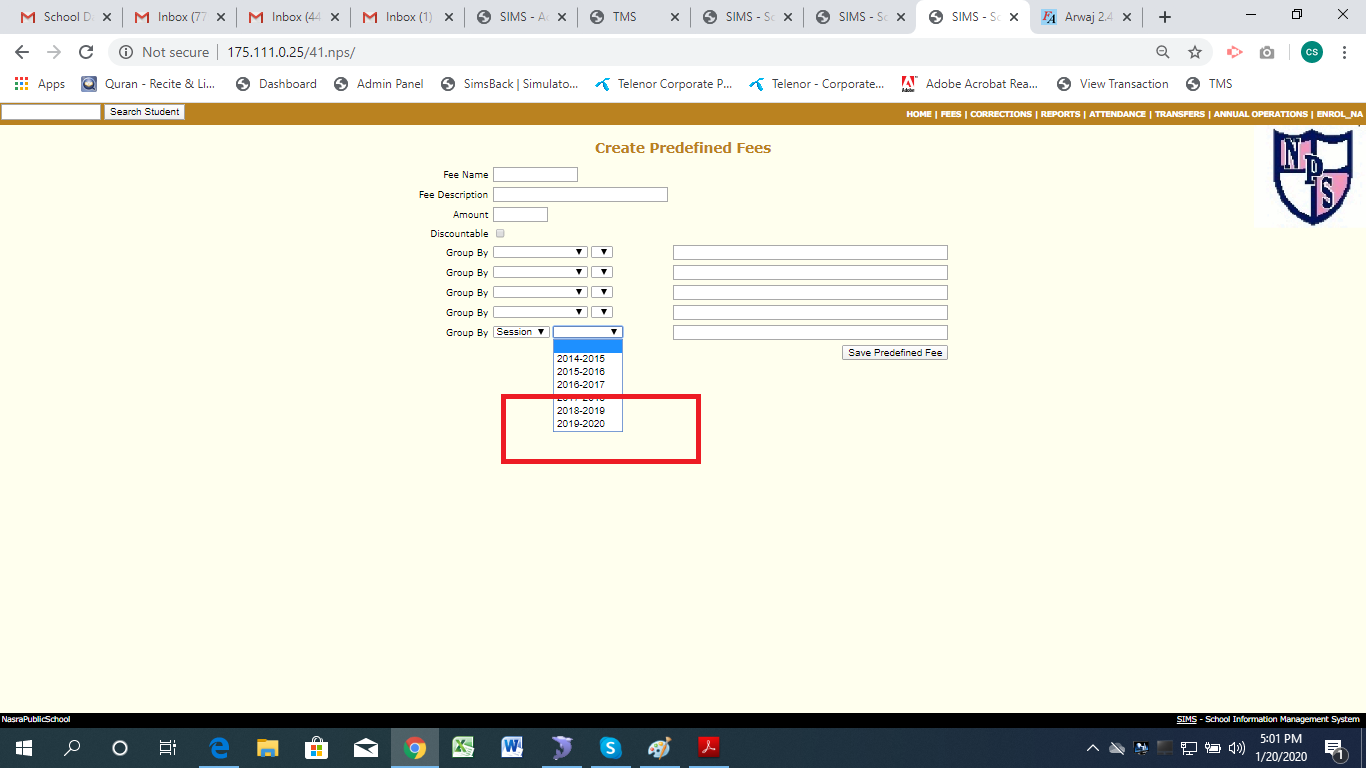 School D
Inbox (77
Inbox (44
Inbox (1)
SIMS - A
TMS
SIMS - Sc
SIMS - Sc
SIMS - Sc
Arwaj 2.4
Not secure | 175.111.0.25/41.nps/
CS
Apps Quran - Recite & Li... Dashboard Admin Panel SimsBack | Simulato... Telenor Corporate P... Telenor - Corporate... Adobe Acrobat Rea... View Transaction TMS
Search Student
HOME | FEES | CORRECTIONS | REPORTS | ATTENDANCE | TRANSFERS | ANNUAL OPERATIONS | ENROL_NA
NPS
Create Predefined Fees
Fee Name
Fee Description
Amount
Discountable
Group By
Group By
Group By
Group By
Group By Session
Save Predefined Fee
2014-2015
2015-2016
2016-2017
2018-2019
2019-2020
NasraPublicSchool
SIMS - School Information Management System
5:01 PM
1/20/2020
1